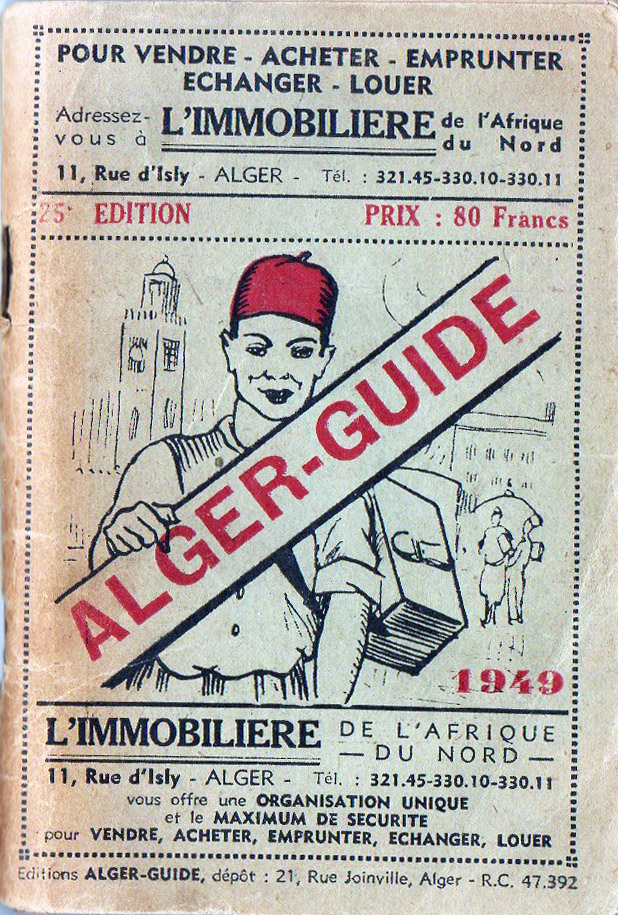 POUR VENDRE - ACHETER - EMPRUNTER
ECHANGER - LOUER
Adressez-vous à L'IMMOBILIERE de l'Afrique du Nord
11, Rue d'Isly - ALGER - Tél. : 321.45-330.10-330.11
25e EDITION PRIX : 80 Francs
ALGER-GUIDE
1949
L'IMMOBILIERE DE L'AFRIQUE
— DU NORD —
11, Rue d'Isly - ALGER - Tél. : 321.45-330.10-330.11
vous offre une ORGANISATION UNIQUE
et le MAXIMUM DE SECURITE
pour VENDRE, ACHETER, EMPRUNTER, ECHANGER, LOUER
Editions ALGER-GUIDE, dépôt : 21, Rue Joinville, Alger - R.C. 47.392